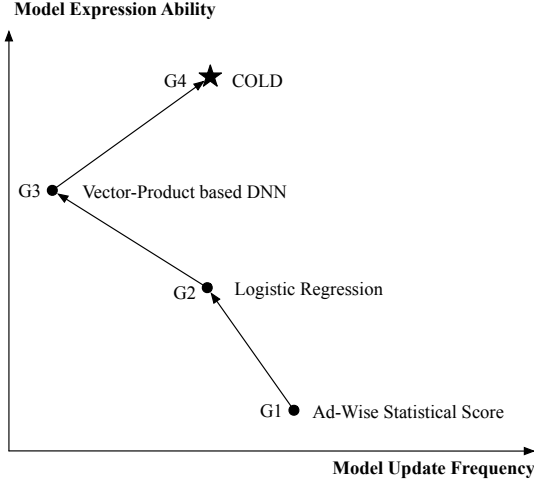 Model Expression Ability
G4 COLD
G3 Vector-Product based DNN
G2 Logistic Regression
G1 Ad-Wise Statistical Score
Model Update Frequency